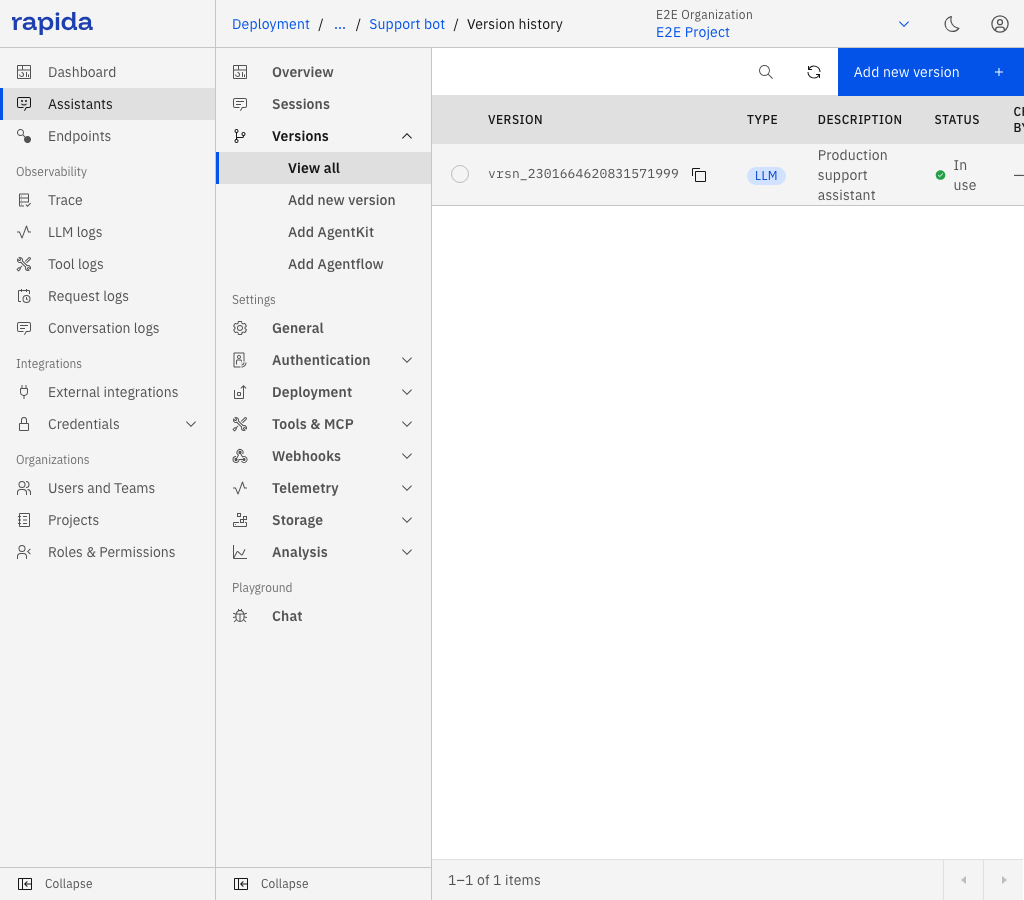 rapida
Deployment / ... / Support bot / Version history
E2E Organization
E2E Project
Dashboard
Assistants
Endpoints
Observability
Trace
LLM logs
Tool logs
Request logs
Conversation logs
Integrations
External integrations
Credentials
Organizations
Users and Teams
Projects
Roles & Permissions
Collapse
Overview
Sessions
Versions
View all
Add new version
Add AgentKit
Add Agentflow
Settings
General
Authentication
Deployment
Tools & MCP
Webhooks
Telemetry
Storage
Analysis
Playground
Chat
Collapse
Add new version +
VERSION TYPE DESCRIPTION STATUS
BY
vrsn_2301664620831571999 LLM
Production
support
assistant
In
use
—
1–1 of 1 items